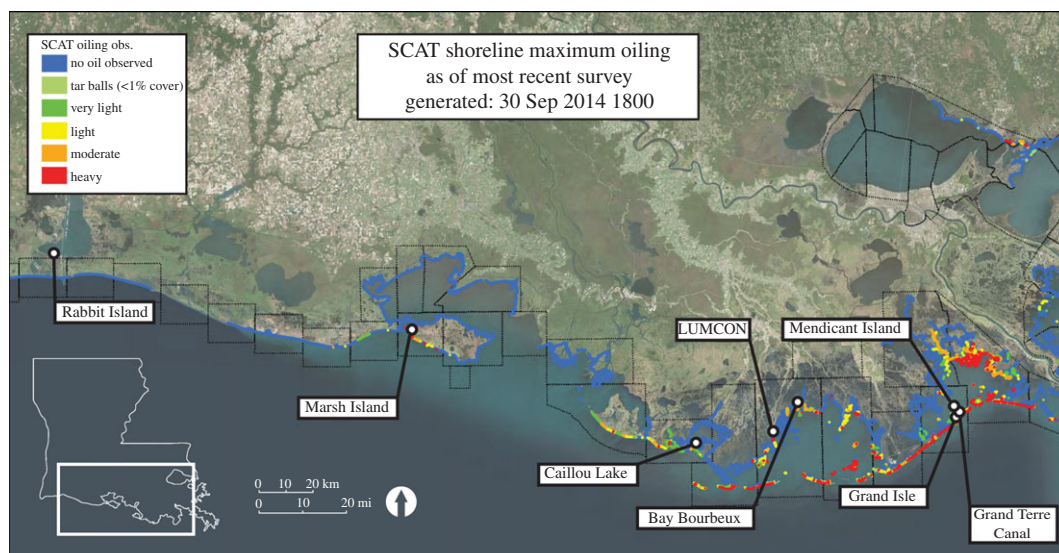 SCAT oiling obs.
no oil observed
tar balls (<1% cover)
very light
light
moderate
heavy
SCAT shoreline maximum oiling
as of most recent survey
generated: 30 Sep 2014 1800
Rabbit Island
Marsh Island
LUMCON
Mendicant Island
Caillou Lake
Bay Bourbeux
Grand Isle
Grand Terre
Canal
0 10 20 km
0 10 20 mi